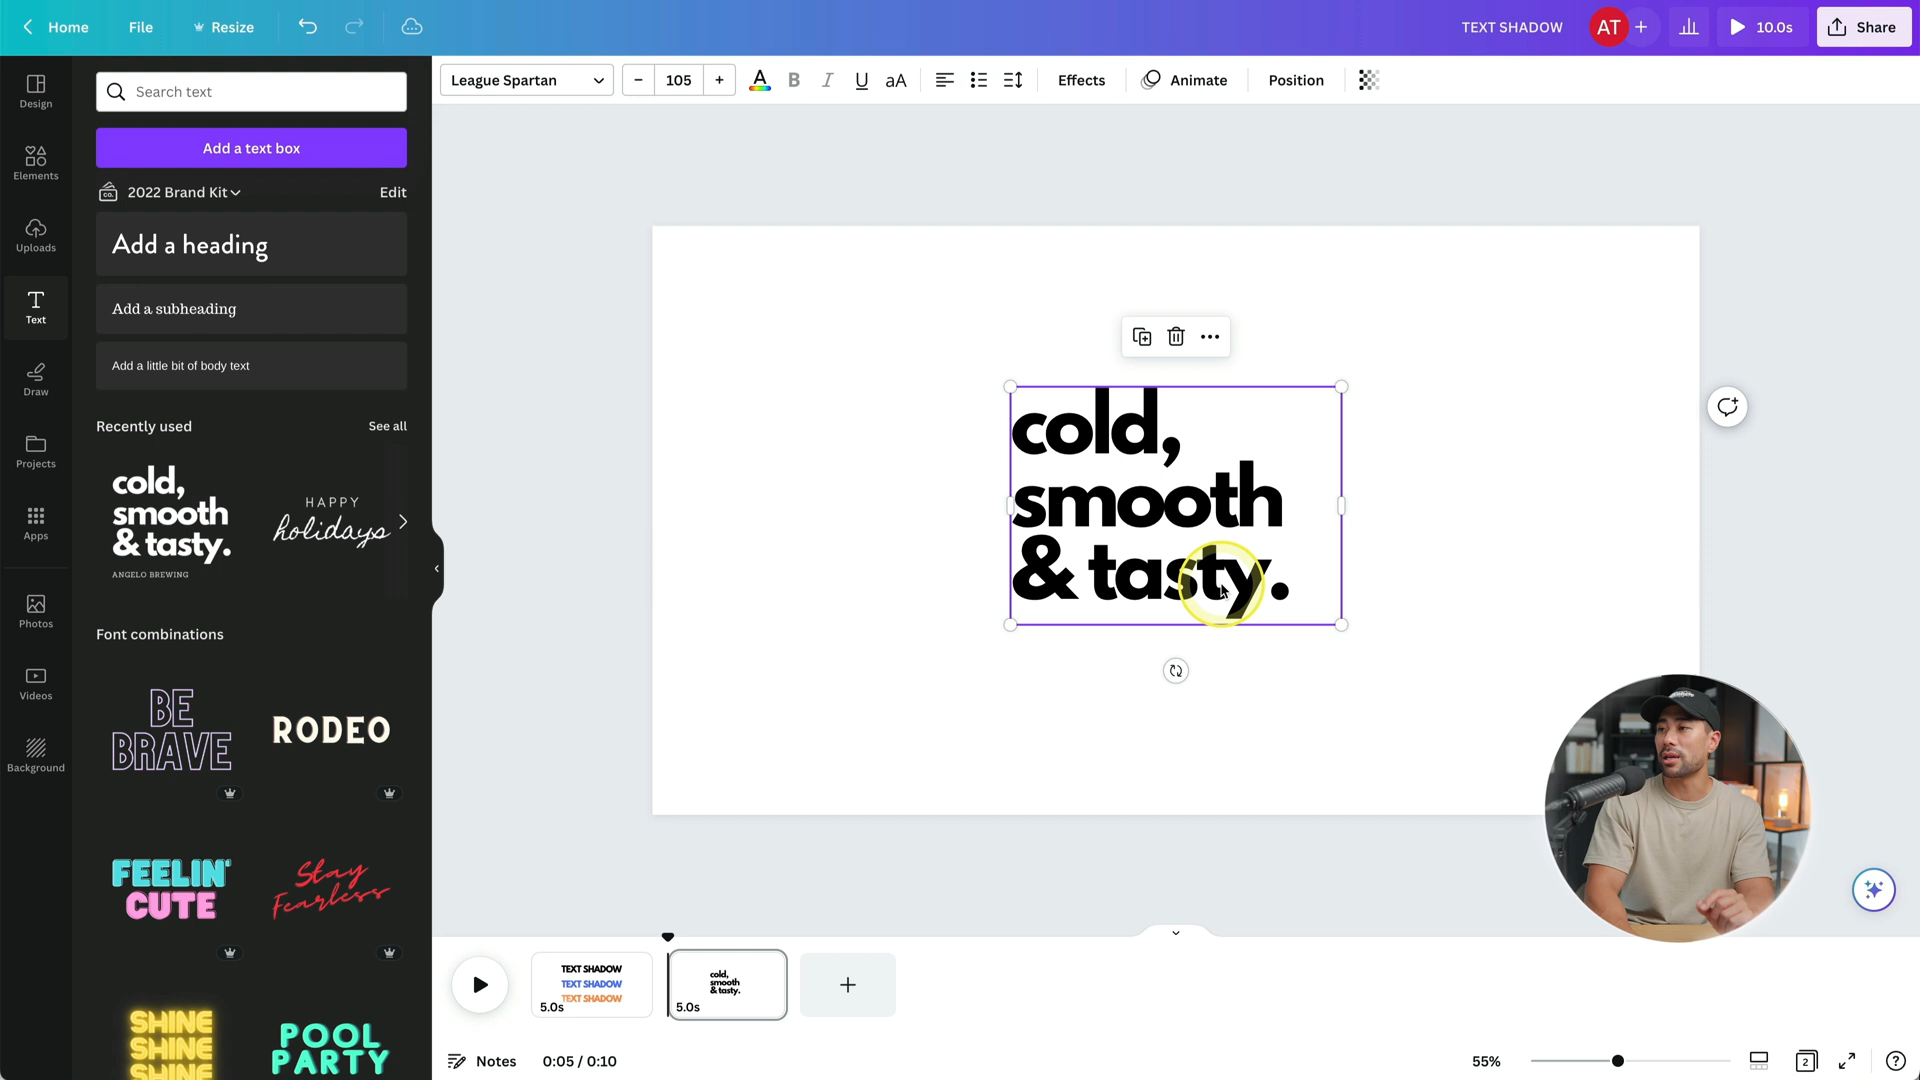 Home File Resize TEXT SHADOW AT 10.0s Share
Search text
League Spartan 105 A B I U aA Effects Animate Position
Design
Elements
Uploads
Text
Draw
Projects
Apps
Photos
Videos
Background
Add a text box
CO.
2022 Brand Kit Edit
Add a heading
Add a subheading
Add a little bit of body text
Recently used See all
cold,
smooth
& tasty.
ANGELO BREWING
HAPPY
holidays
Font combinations
BE
BRAVE
RODEO
FEELIN'
CUTE
Stay
Fearless
SHINE
SHINE
SHINE
POOL
PARTY
cold,
smooth
& tasty.
TEXT SHADOW
TEXT SHADOW
TEXT SHADOW
5.0s
cold,
smooth
& tasty.
5.0s
Notes 0:05 / 0:10 55% 2 ?